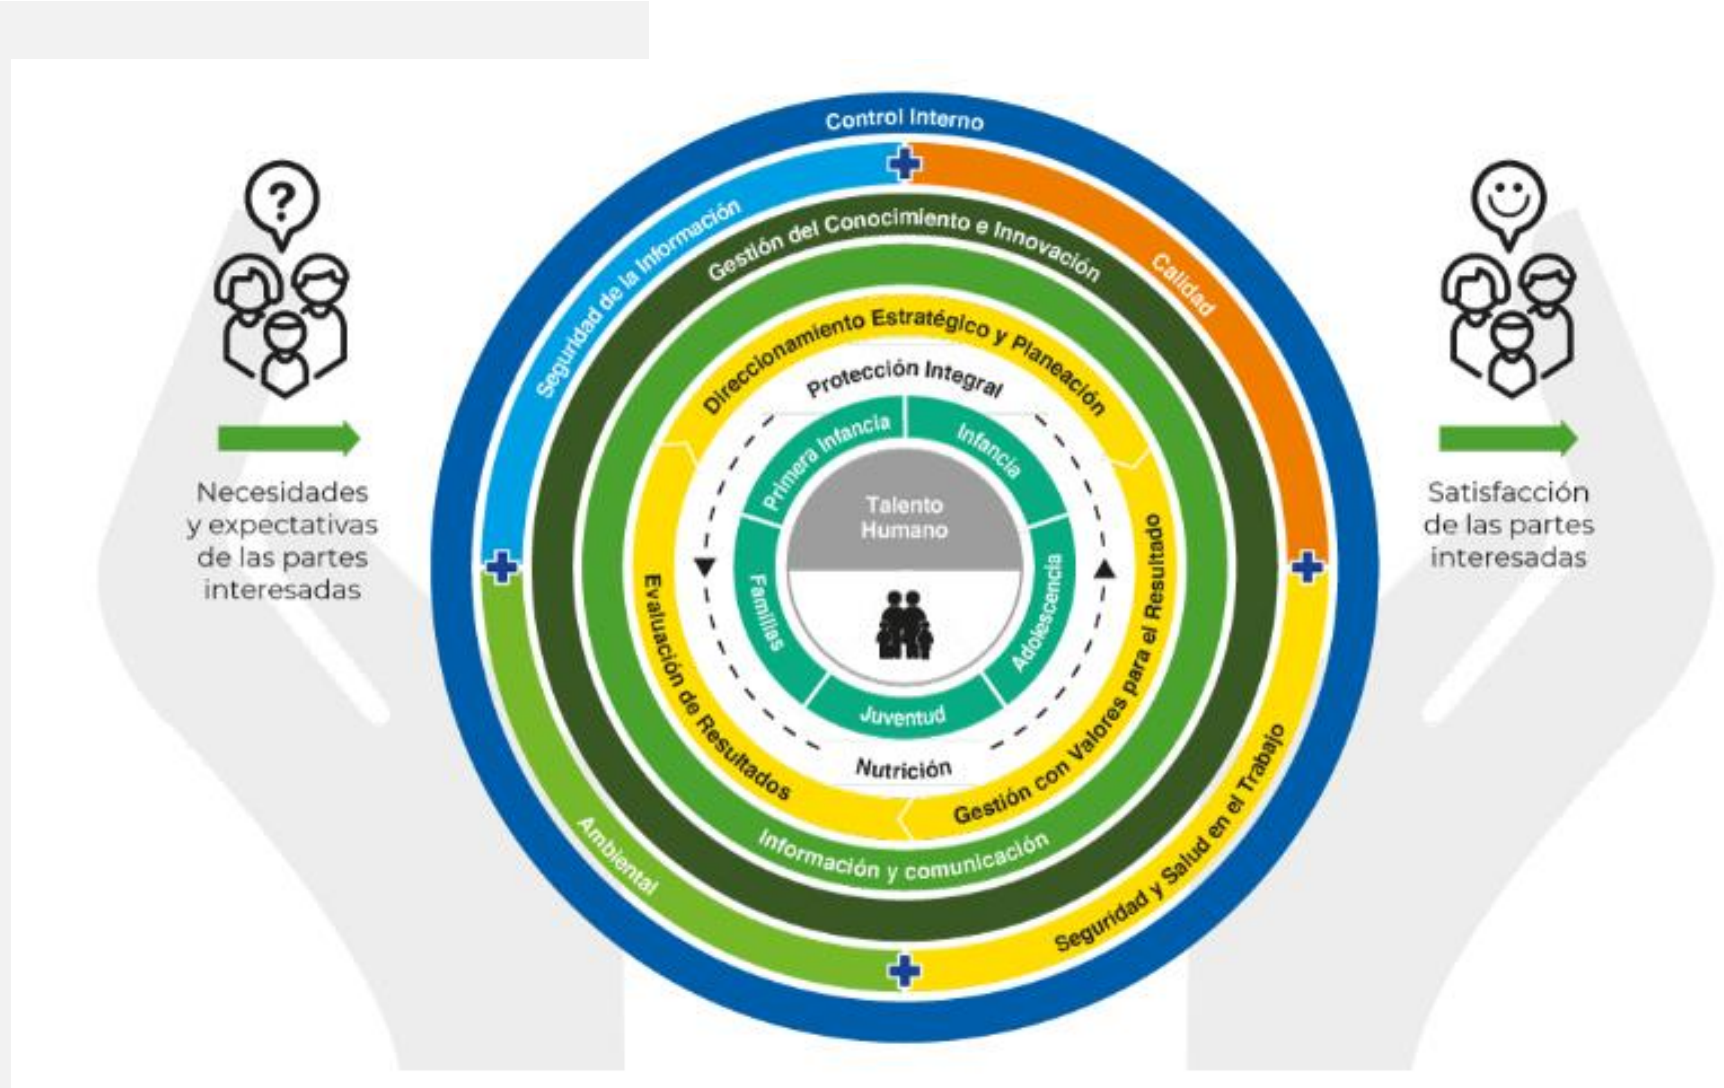 Control Interno
Seguridad de la Información
Calidad
Gestión del Conocimiento e Innovación
Direccionamiento Estratégico y Planeación
Protección Integral
Primera Infancia
Infancia
?
Talento
Humano
Necesidades
y expectativas
de las partes
interesadas
Satisfacción
de las partes
interesadas
Familias
Adolescencia
Juventud
Nutrición
Evaluación de Resultados
Gestión con Valores para el Resultado
Información y comunicación
Ambiental
Seguridad y Salud en el Trabajo